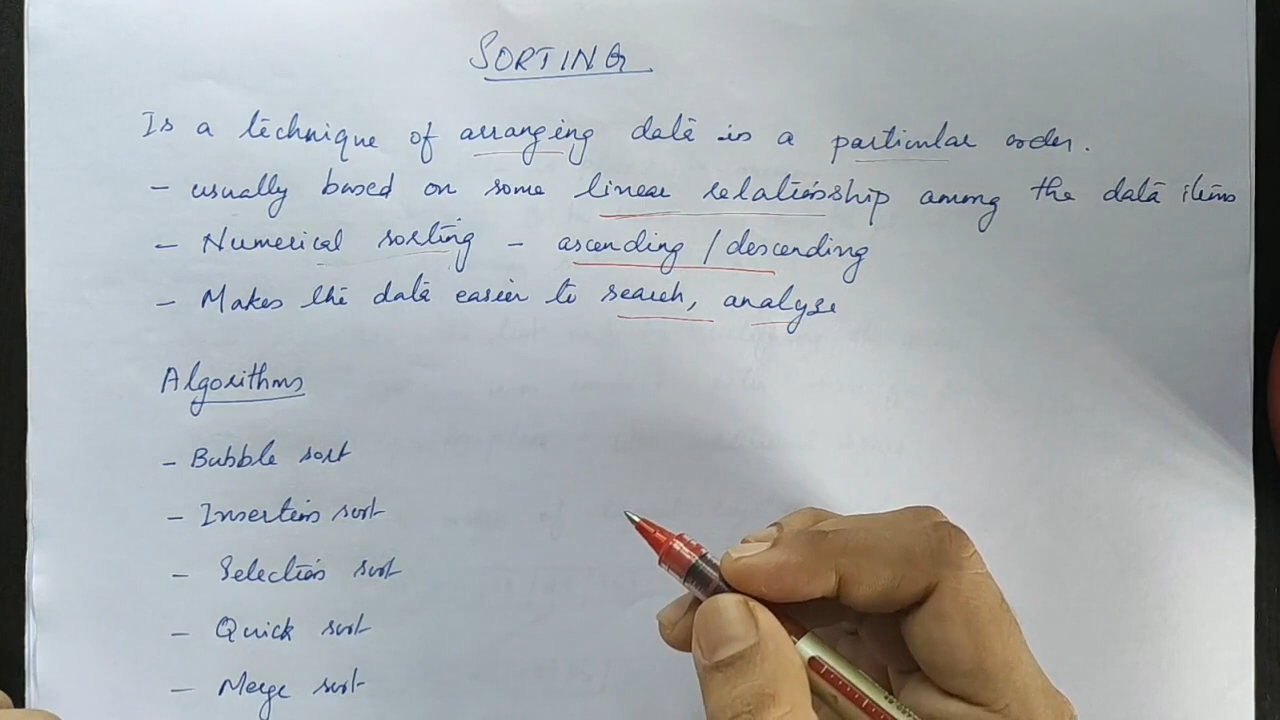 SORTING
Is a technique of arranging data in a particular order.
- usually based on some linear relationship among the data items
- Numerical sorting - ascending / descending
- Makes the data easier to search, analyze
Algorithms
- Bubble sort
- Insertion sort
- Selection sort
- Quick sort
- Merge sort